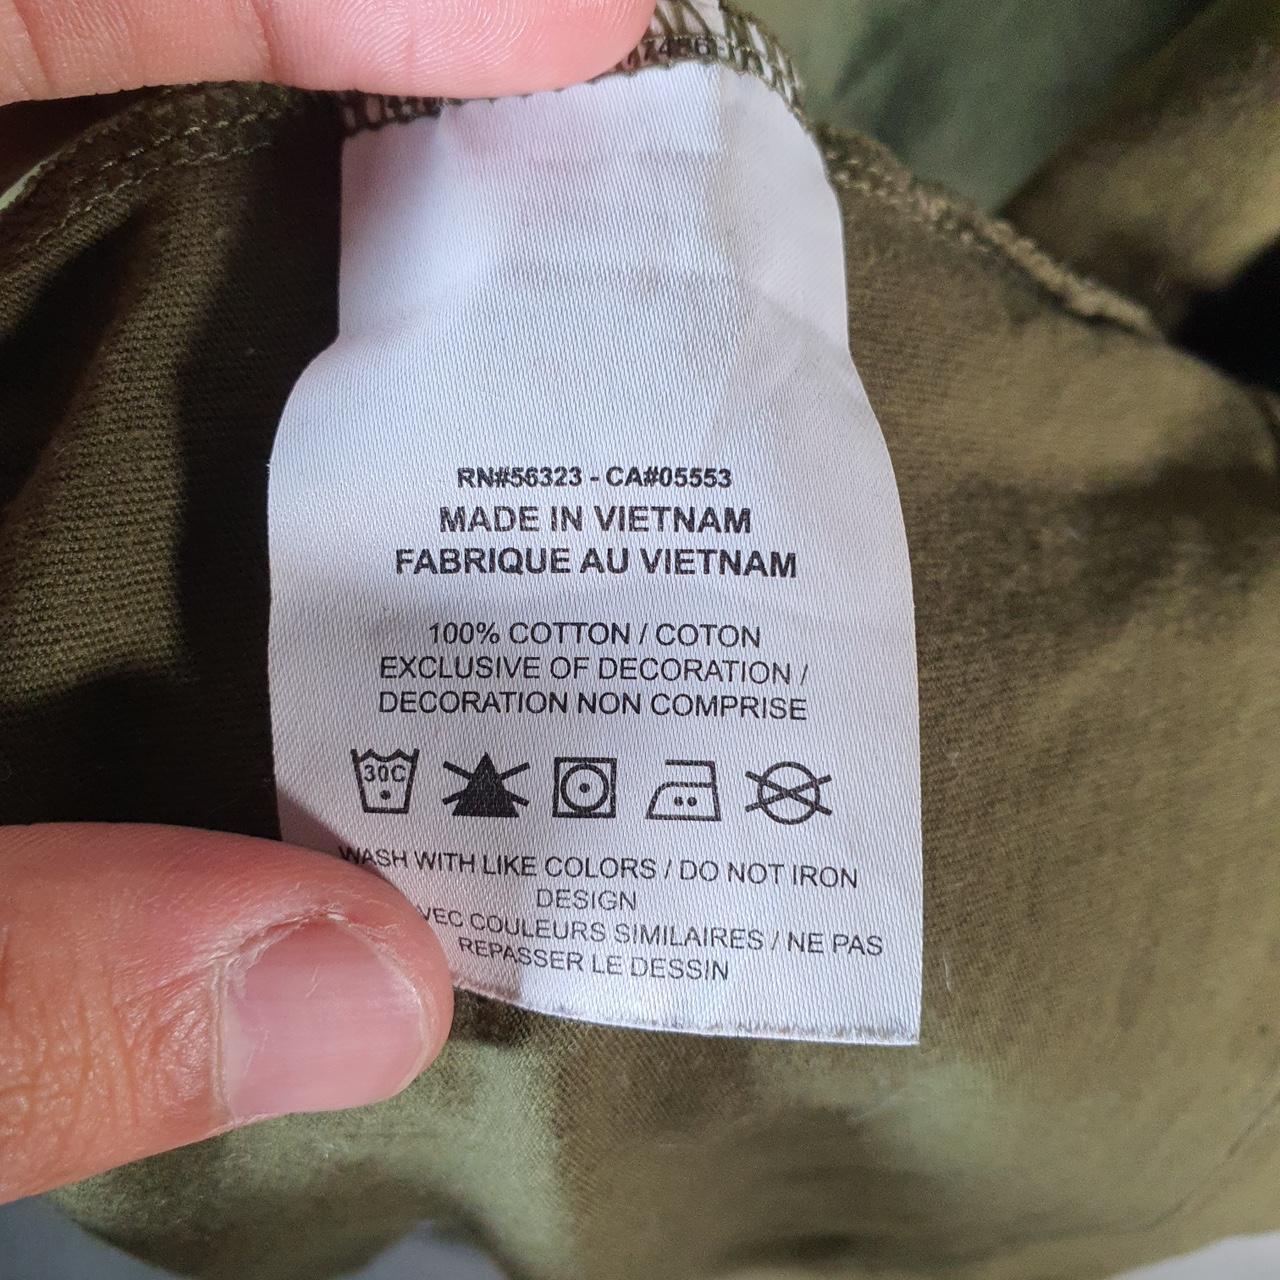 RN#56323 - CA#05553
MADE IN VIETNAM
FABRIQUE AU VIETNAM
100% COTTON / COTON
EXCLUSIVE OF DECORATION /
DECORATION NON COMPRISE
30C
WASH WITH LIKE COLORS / DO NOT IRON
DESIGN
COULEURS SIMILAIRES / NE PAS
REPASSER LE DESSIN